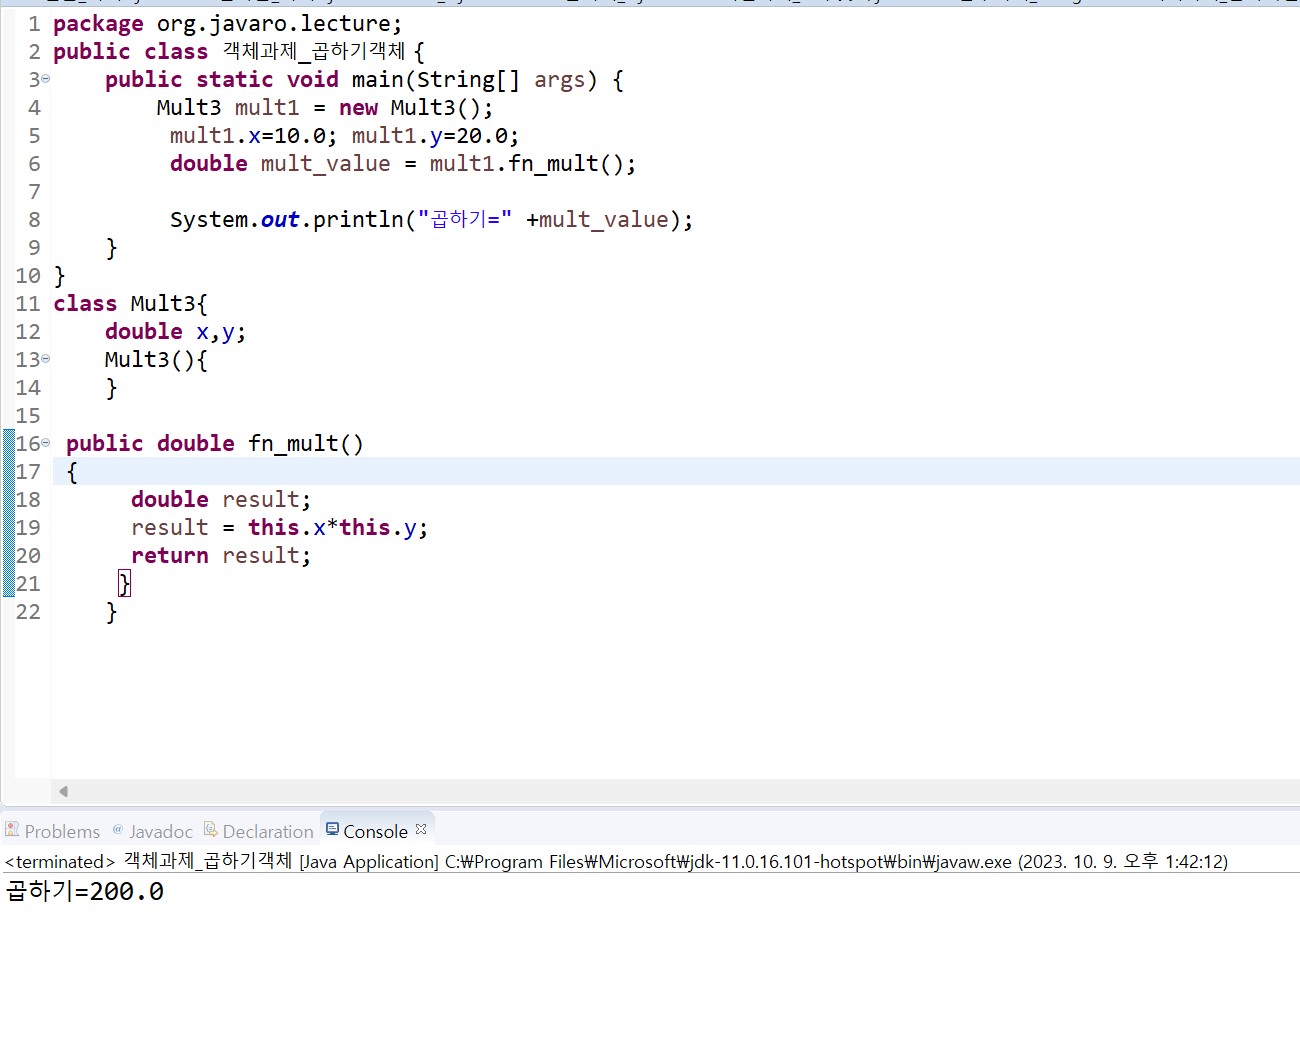 1 package org.javaro.lecture;
2 public class 객체과제_곱하기객체 {
3 public static void main(String[] args) {
4 Mult3 mult1 = new Mult3();
5 mult1.x=10.0; mult1.y=20.0;
6 double mult_value = mult1.fn_mult();
7
8 System.out.println("곱하기=" +mult_value);
9 }
10 }
11 class Mult3{
12 double x,y;
13 Mult3(){
14 }
15
16 public double fn_mult()
17 {
18 double result;
19 result = this.x*this.y;
20 return result;
21 }
22 }
Problems @ Javadoc Declaration Console
<terminated> 객체과제_곱하기객체 [Java Application] C:₩Program Files₩Microsoft₩jdk-11.0.16.101-hotspot₩bin₩javaw.exe (2023. 10. 9. 오후 1:42:12)
곱하기=200.0